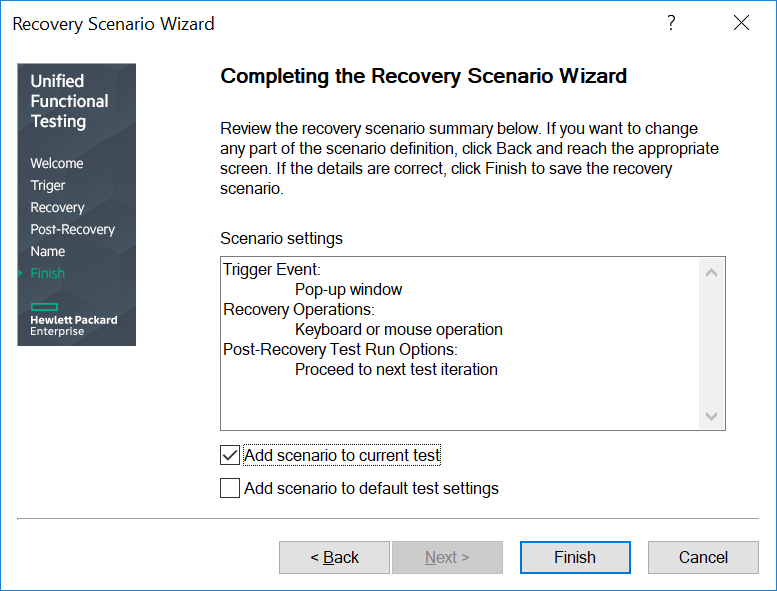 Recovery Scenario Wizard
?
Unified
Functional
Testing
Welcome
Triger
Recovery
Post-Recovery
Name
Finish
Hewlett Packard
Enterprise
Completing the Recovery Scenario Wizard
Review the recovery scenario summary below. If you want to change
any part of the scenario definition, click Back and reach the appropriate
screen. If the details are correct, click Finish to save the recovery
scenario.
Scenario settings
Trigger Event:
Pop-up window
Recovery Operations:
Keyboard or mouse operation
Post-Recovery Test Run Options:
Proceed to next test iteration
Add scenario to current test
Add scenario to default test settings
< Back
Next >
Finish
Cancel